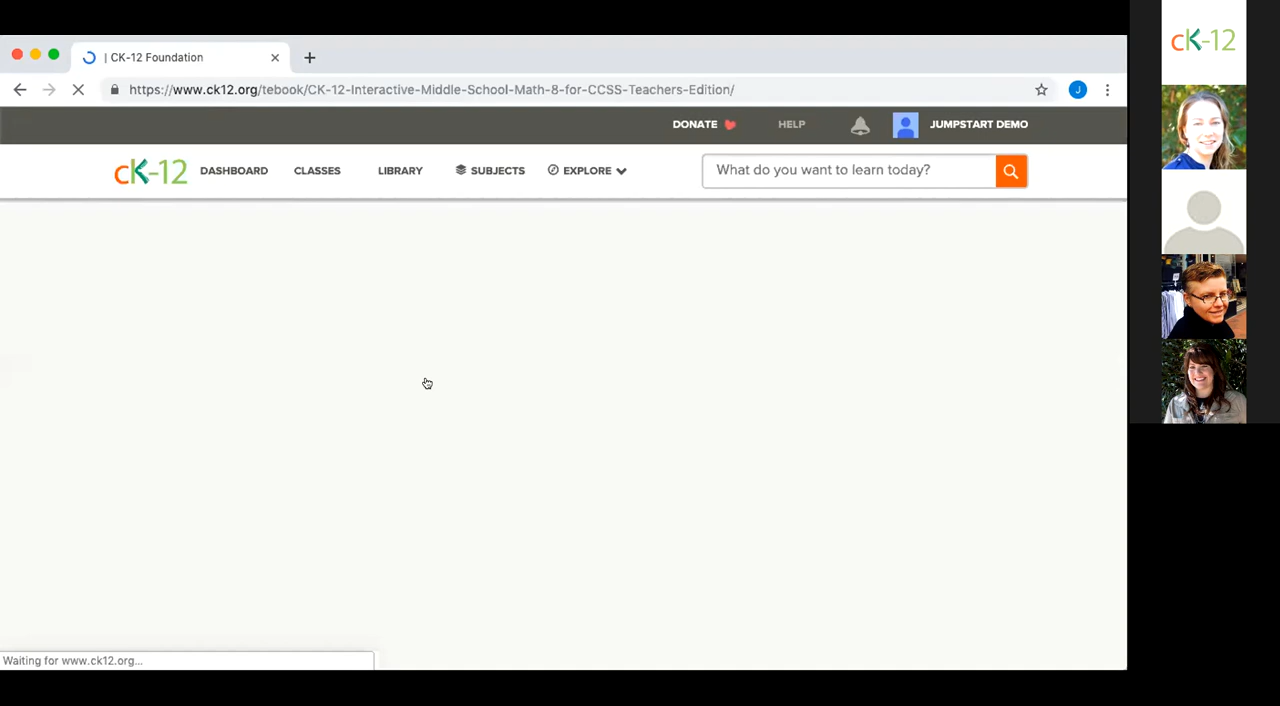 cK-12
| CK-12 Foundation
https://www.ck12.org/tebook/CK-12-Interactive-Middle-School-Math-8-for-CCSS-Teachers-Edition/
J
DONATE HELP JUMPSTART DEMO
cK-12 DASHBOARD CLASSES LIBRARY SUBJECTS EXPLORE What do you want to learn today?
Waiting for www.ck12.org...